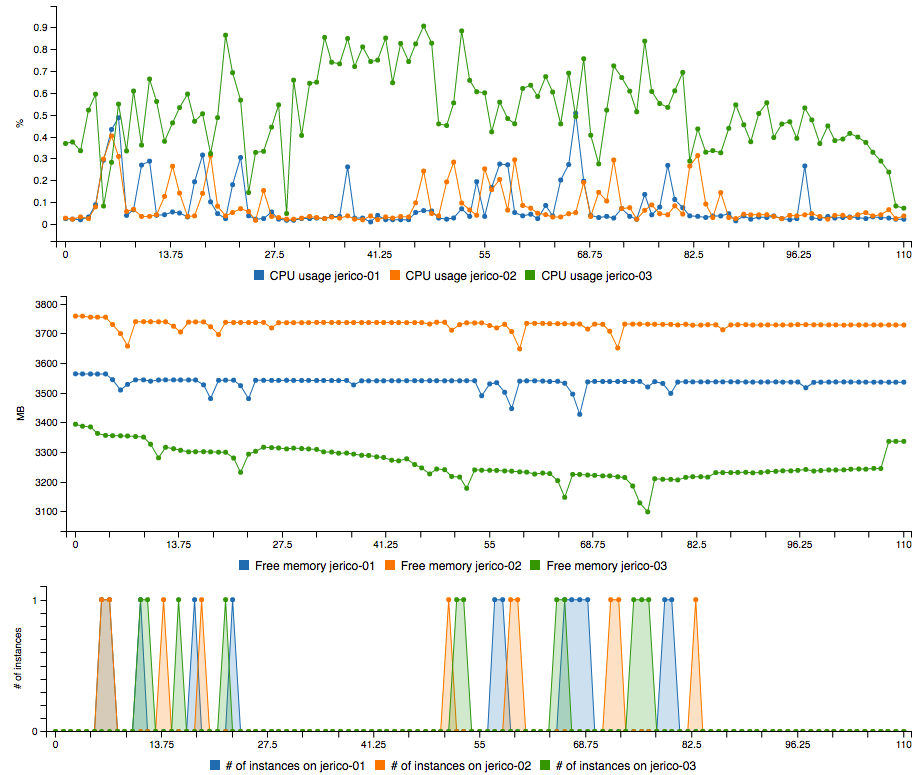 0.9
0.8
0.7
0.6
%
0.5
0.4
0.3
0.2
0.1
0
0 13.75 27.5 41.25 55 68.75 82.5 96.25 110
CPU usage jerico-01 CPU usage jerico-02 CPU usage jerico-03
3800
3700
3600
3500
MB
3400
3300
3200
3100
0 13.75 27.5 41.25 55 68.75 82.5 96.25 110
Free memory jerico-01 Free memory jerico-02 Free memory jerico-03
1
# of instances
0
0 13.75 27.5 41.25 55 68.75 82.5 96.25 110
# of instances on jerico-01 # of instances on jerico-02 # of instances on jerico-03